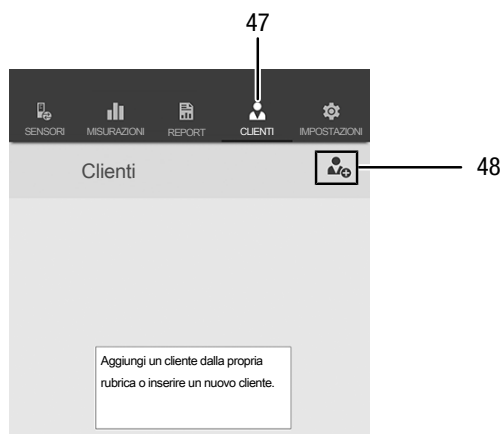 47
SENSORI MISURAZIONI REPORT CLIENTI IMPOSTAZIONI
Clienti
48
Aggiungi un cliente dalla propria
rubrica o inserire un nuovo cliente.